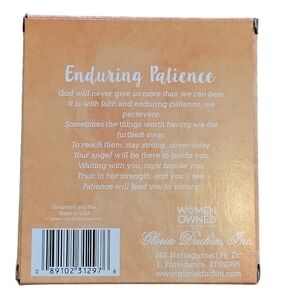 Enduring Patience
God will never give us more than we can bear
It is with faith and enduring patience, we
persevere.
Sometimes the things worth having are the
furthest away.
To reach them, stay strong, never sway.
Your angel will be there to guide you.
Waiting with you, right beside you.
Trust in her strength, and you'll see
Patience will lead you to victory.
Ornament and Box
Made in USA
WOMEN
OWNED
Gloria Duchin, Inc.
201 Narragansett Pk. Dr.
E. Providence, RI 02916
www.gloriaduchin.com
0 89102 31297 6